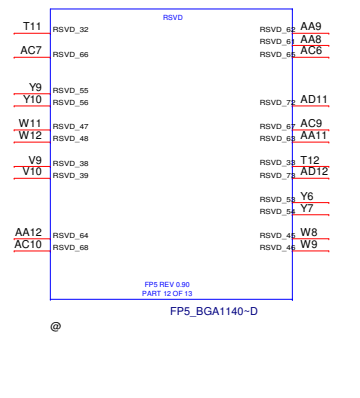 RSVD
T11 RSVD_32 RSVD_62 AA9
RSVD_61 AA8
AC7 RSVD_66 RSVD_65 AC6
Y9 RSVD_55
Y10 RSVD_56 RSVD_72 AD11
W11 RSVD_47 RSVD_67 AC9
W12 RSVD_48 RSVD_63 AA11
V9 RSVD_38 RSVD_33 T12
V10 RSVD_39 RSVD_73 AD12
RSVD_53 Y6
RSVD_54 Y7
AA12 RSVD_64 RSVD_45 W8
AC10 RSVD_68 RSVD_46 W9
FP5 REV 0.90
PART 12 OF 13
FP5_BGA1140~D
@